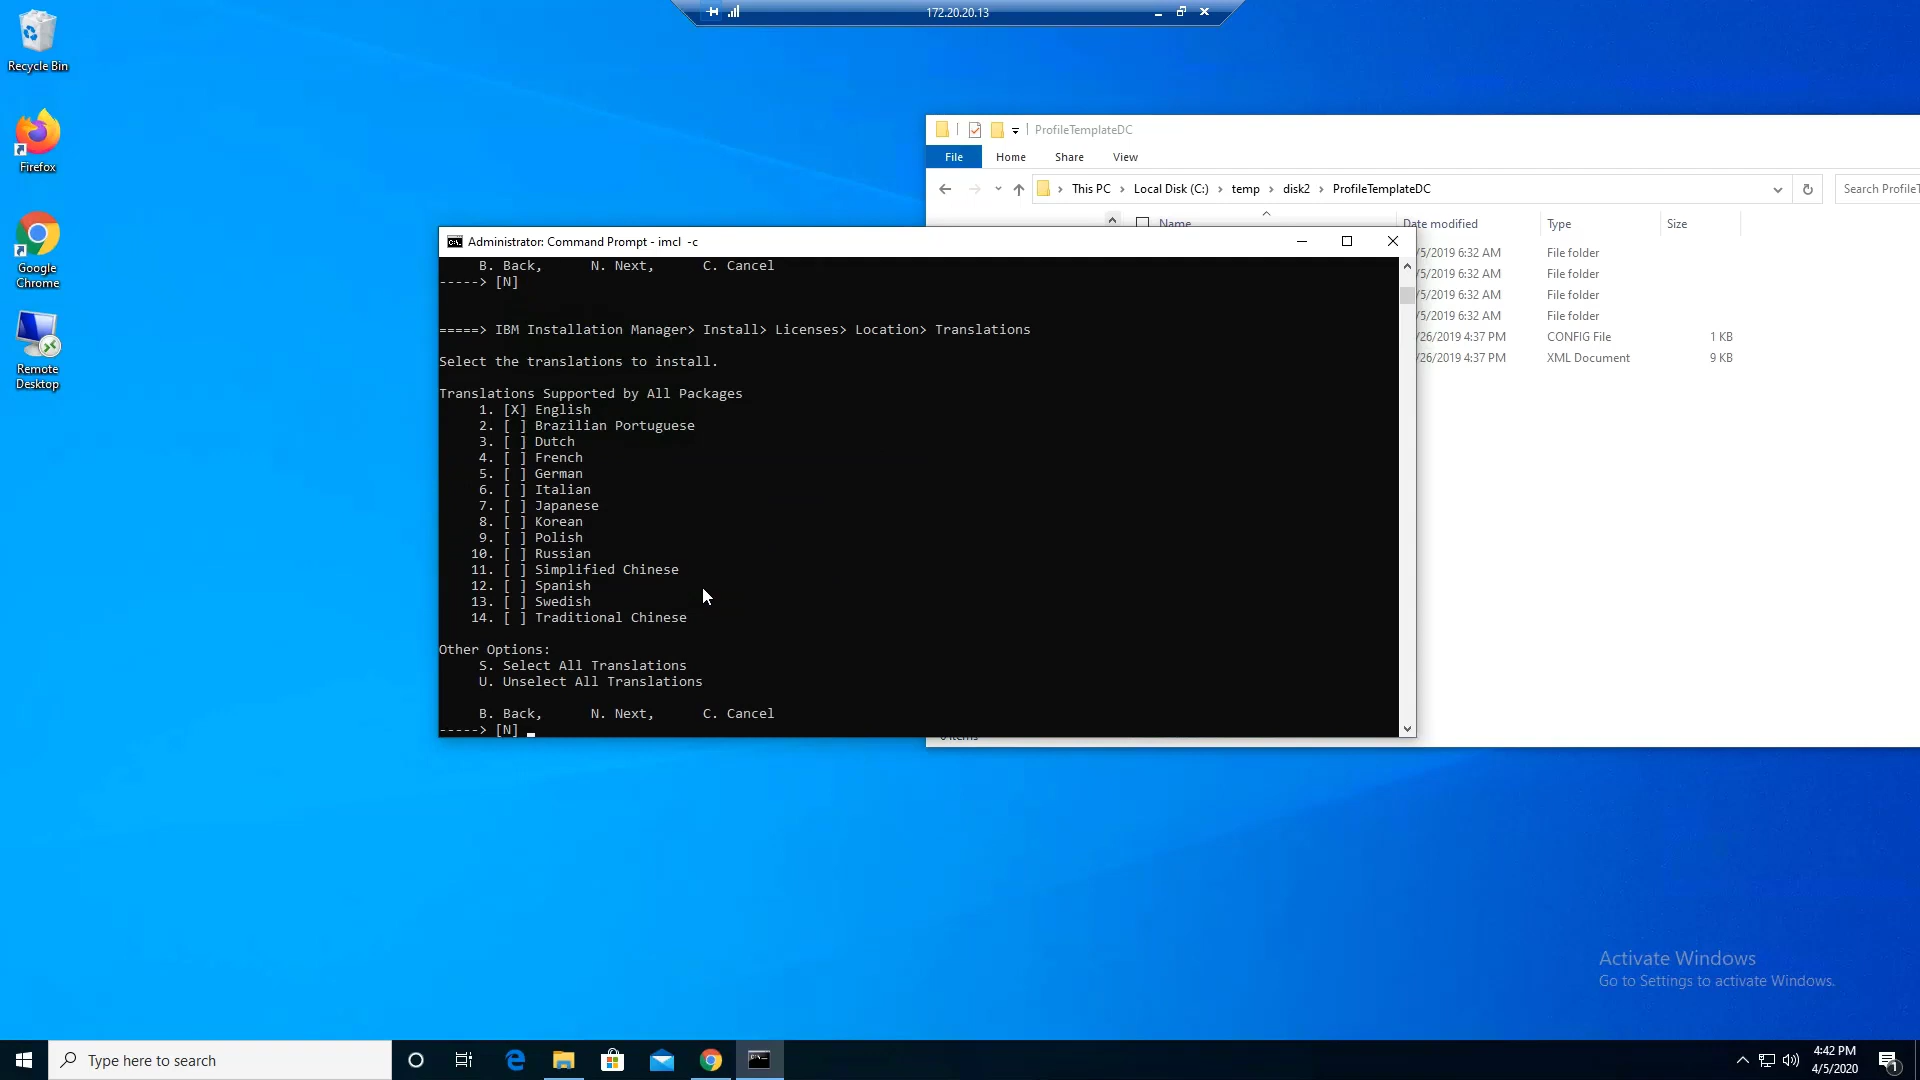 172.20.20.13
Recycle Bin
Firefox
Google
Chrome
Remote
Desktop
ProfileTemplateDC
File Home Share View
This PC > Local Disk (C:) > temp > disk2 > ProfileTemplateDC
Name Date modified Type Size
/5/2019 6:32 AM File folder
/5/2019 6:32 AM File folder
/5/2019 6:32 AM File folder
/5/2019 6:32 AM File folder
/26/2019 4:37 PM CONFIG File 1 KB
/26/2019 4:37 PM XML Document 9 KB
Administrator: Command Prompt - imcl -c
B. Back, N. Next, C. Cancel
-----> [N]
=====> IBM Installation Manager> Install> Licenses> Location> Translations
Select the translations to install.
Translations Supported by All Packages
1. [X] English
2. [ ] Brazilian Portuguese
3. [ ] Dutch
4. [ ] French
5. [ ] German
6. [ ] Italian
7. [ ] Japanese
8. [ ] Korean
9. [ ] Polish
10. [ ] Russian
11. [ ] Simplified Chinese
12. [ ] Spanish
13. [ ] Swedish
14. [ ] Traditional Chinese
Other Options:
S. Select All Translations
U. Unselect All Translations
B. Back, N. Next, C. Cancel
-----> [N]
Activate Windows
Go to Settings to activate Windows.
Type here to search
4:42 PM
4/5/2020
1